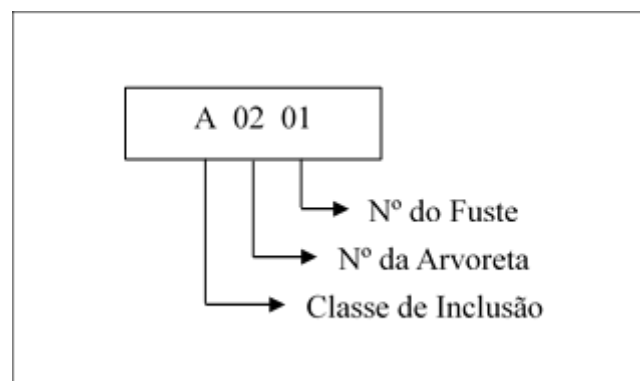 A 02 01
Nº do Fuste
Nº da Arvoreta
Classe de Inclusão